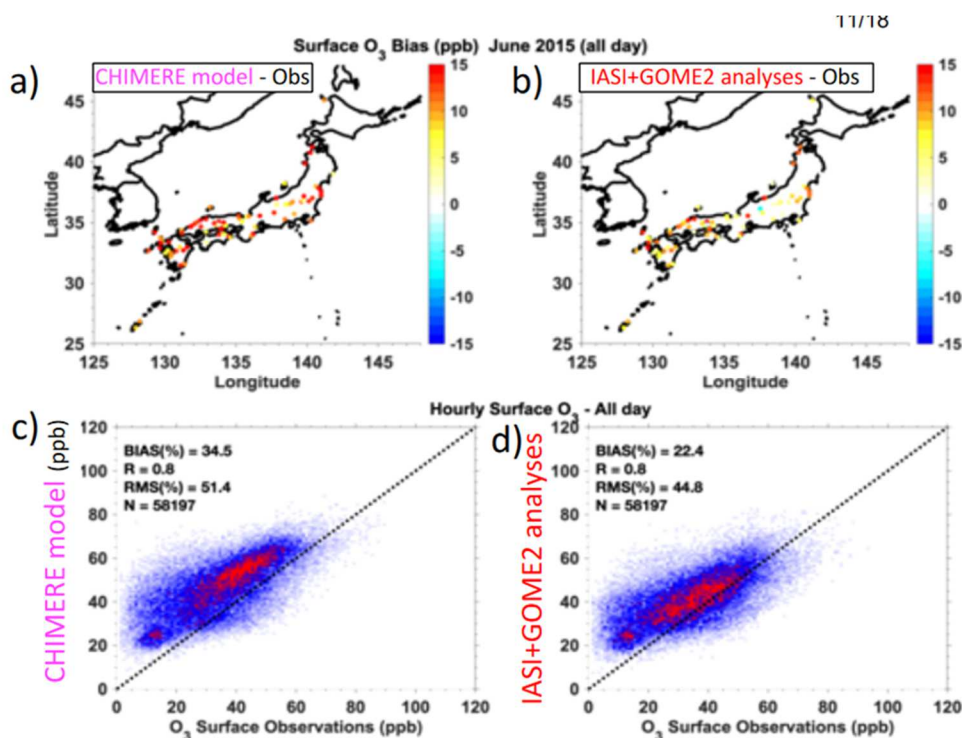 11/18
Surface O3 Bias (ppb) June 2015 (all day)
a) CHIMERE model - Obs
b) IASI+GOME2 analyses - Obs
Latitude
45
40
35
30
25
125 130 135 140 145
Longitude
15
10
5
0
-5
-10
-15
Latitude
45
40
35
30
25
125 130 135 140 145
Longitude
15
10
5
0
-5
-10
-15
Hourly Surface O3 - All day
c)
CHIMERE model (ppb)
120
100
80
60
40
20
0
BIAS(%) = 34.5
R = 0.8
RMS(%) = 51.4
N = 58197
0 20 40 60 80 100 120
O3 Surface Observations (ppb)
d)
IASI+GOME2 analyses
120
100
80
60
40
20
0
BIAS(%) = 22.4
R = 0.8
RMS(%) = 44.8
N = 58197
0 20 40 60 80 100 120
O3 Surface Observations (ppb)